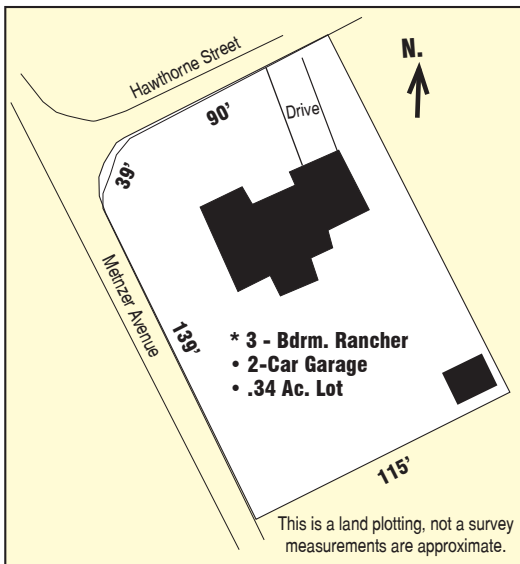 Hawthorne Street
N.
90'
Drive
39'
Metnzer Avenue
139'
* 3 - Bdrm. Rancher
• 2-Car Garage
• .34 Ac. Lot
115'
This is a land plotting, not a survey
measurements are approximate.